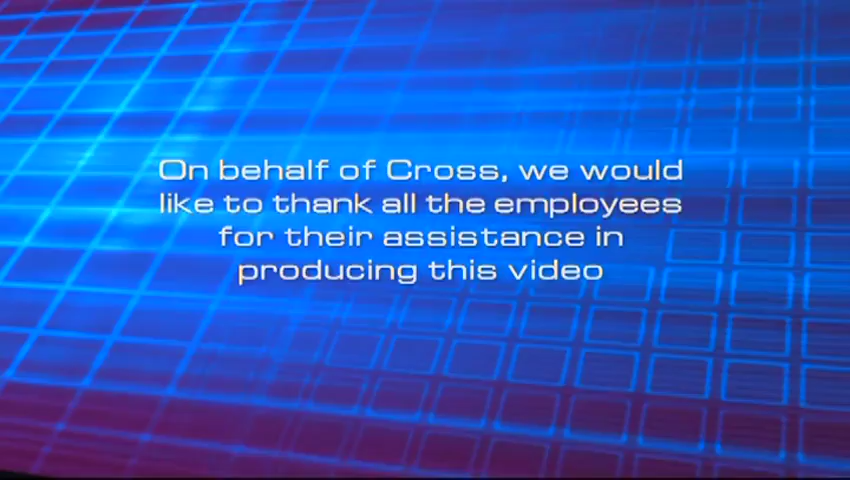 On behalf of Cross, we would
like to thank all the employees
for their assistance in
producing this video